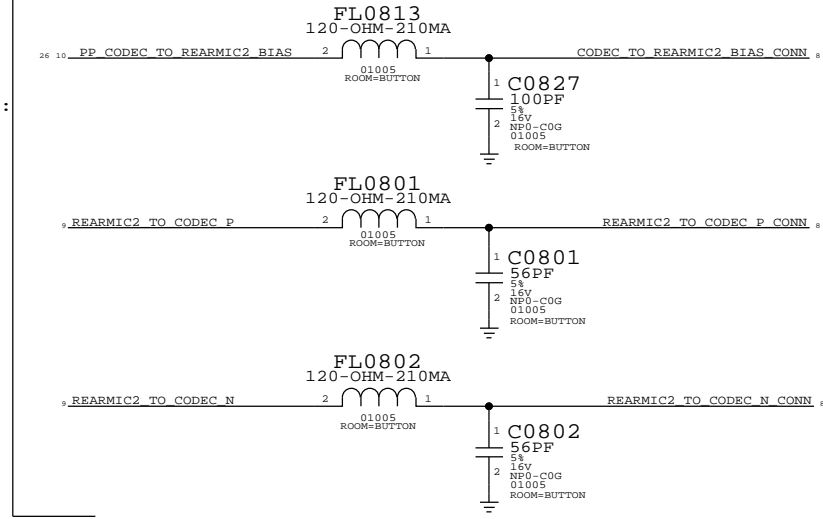 FL0813
120-OHM-210MA
26 10 PP_CODEC_TO_REARMIC2_BIAS 2 1 CODEC_TO_REARMIC2_BIAS_CONN 8
01005
ROOM=BUTTON
:
1 C0827
100PF
5%
16V
2 NP0-C0G
01005
ROOM=BUTTON
FL0801
120-OHM-210MA
9 REARMIC2_TO_CODEC_P 2 1 REARMIC2_TO_CODEC_P_CONN 8
01005
ROOM=BUTTON
1 C0801
56PF
5%
16V
2 NP0-C0G
01005
ROOM=BUTTON
FL0802
120-OHM-210MA
9 REARMIC2_TO_CODEC_N 2 1 REARMIC2_TO_CODEC_N_CONN 8
01005
ROOM=BUTTON
1 C0802
56PF
5%
16V
2 NP0-C0G
01005
ROOM=BUTTON